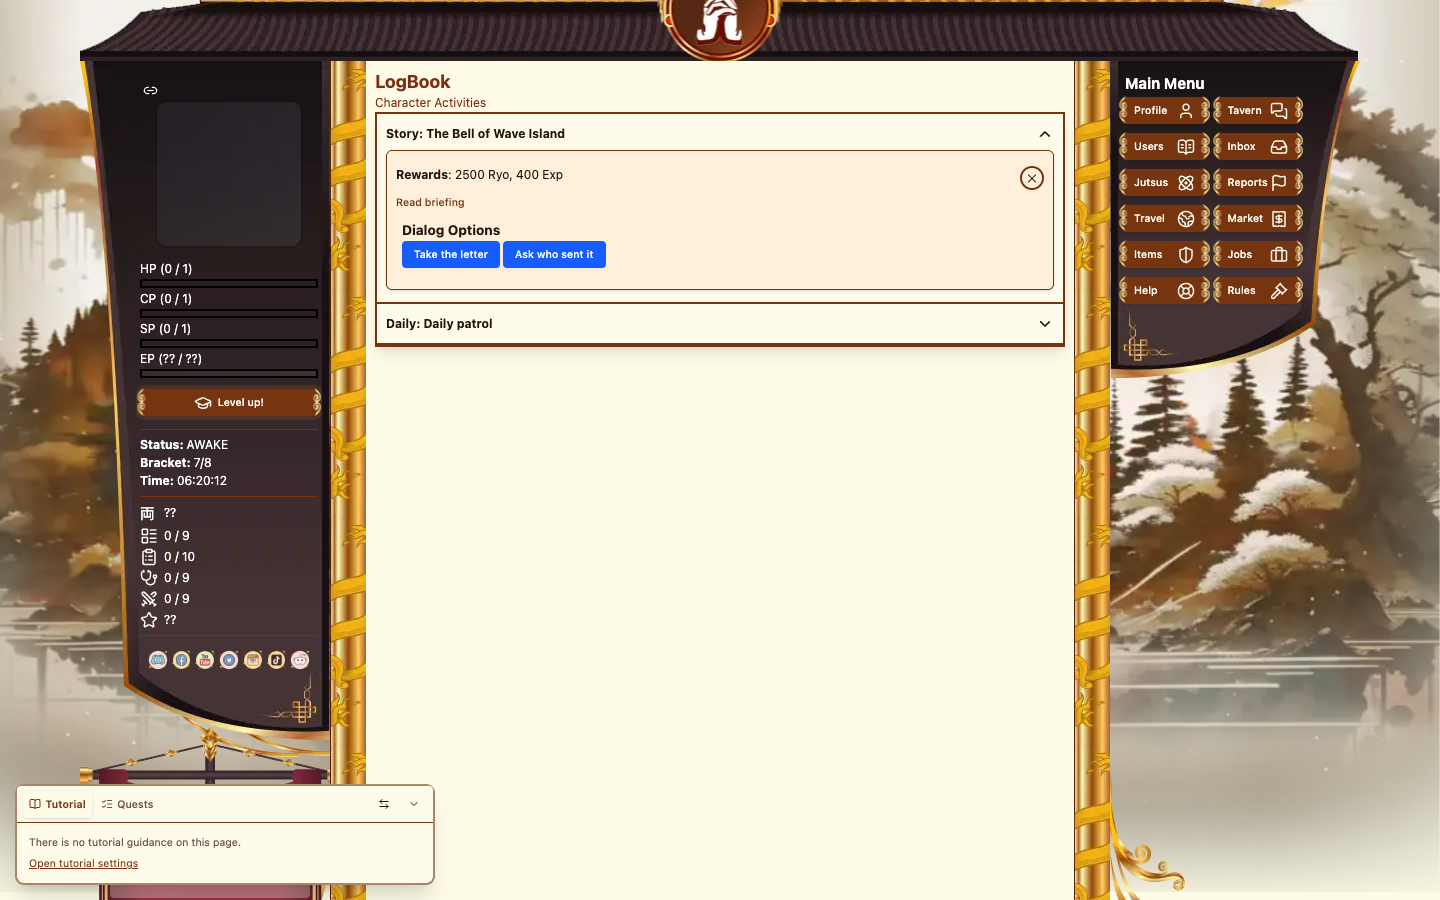 HP (0 / 1)
CP (0 / 1)
SP (0 / 1)
EP (?? / ??)
Level up!
Status: AWAKE
Bracket: 7/8
Time: 06:20:12
両 ??
0 / 9
0 / 10
0 / 9
0 / 9
??
LogBook
Character Activities
Story: The Bell of Wave Island
Rewards: 2500 Ryo, 400 Exp
Read briefing
Dialog Options
Take the letter Ask who sent it
Daily: Daily patrol
Main Menu
Profile Tavern
Users Inbox
Jutsus Reports
Travel Market
Items Jobs
Help Rules
Tutorial Quests
There is no tutorial guidance on this page.
Open tutorial settings